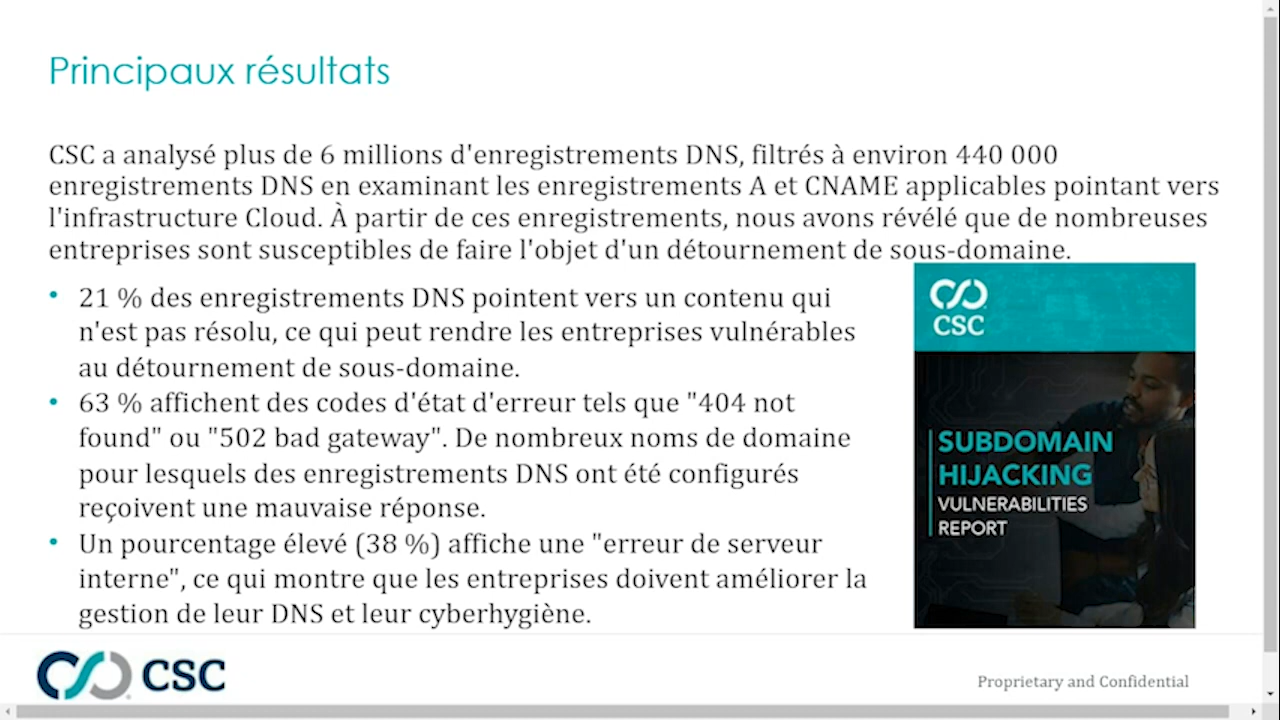 Principaux résultats
CSC a analysé plus de 6 millions d'enregistrements DNS, filtrés à environ 440 000
enregistrements DNS en examinant les enregistrements A et CNAME applicables pointant vers
l'infrastructure Cloud. À partir de ces enregistrements, nous avons révélé que de nombreuses
entreprises sont susceptibles de faire l'objet d'un détournement de sous-domaine.
• 21 % des enregistrements DNS pointent vers un contenu qui
n'est pas résolu, ce qui peut rendre les entreprises vulnérables
au détournement de sous-domaine.
• 63 % affichent des codes d'état d'erreur tels que "404 not
found" ou "502 bad gateway". De nombreux noms de domaine
pour lesquels des enregistrements DNS ont été configurés
reçoivent une mauvaise réponse.
• Un pourcentage élevé (38 %) affiche une "erreur de serveur
interne", ce qui montre que les entreprises doivent améliorer la
gestion de leur DNS et leur cyberhygiène.
CSC
SUBDOMAIN
HIJACKING
VULNERABILITIES
REPORT
CSC
Proprietary and Confidential